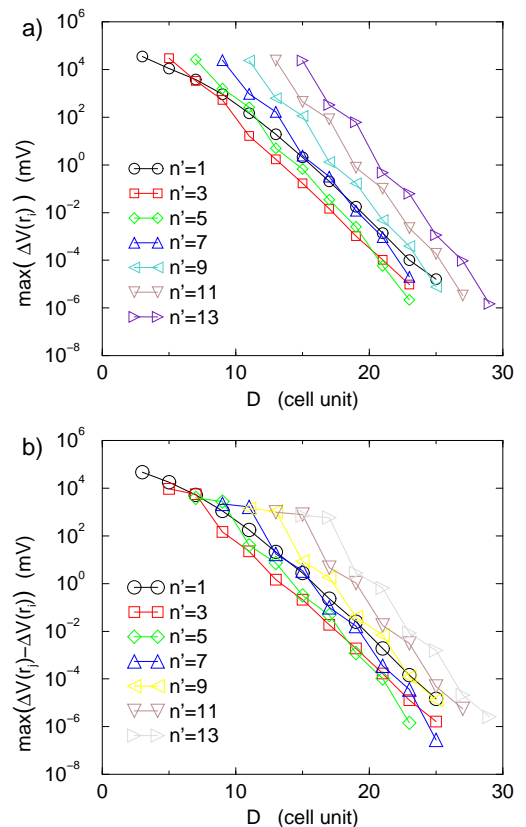 a)
10^6
10^4
10^2
10^0
10^−2
10^−4
10^−6
10^−8
max( ΔV(r_i) )  (mV)
n'=1
n'=3
n'=5
n'=7
n'=9
n'=11
n'=13
0 10 20 30
D (cell unit)
b)
10^6
10^4
10^2
10^0
10^−2
10^−4
10^−6
10^−8
max(ΔV(r_j)−ΔV(r_i))  (mV)
n'=1
n'=3
n'=5
n'=7
n'=9
n'=11
n'=13
0 10 20 30
D (cell unit)